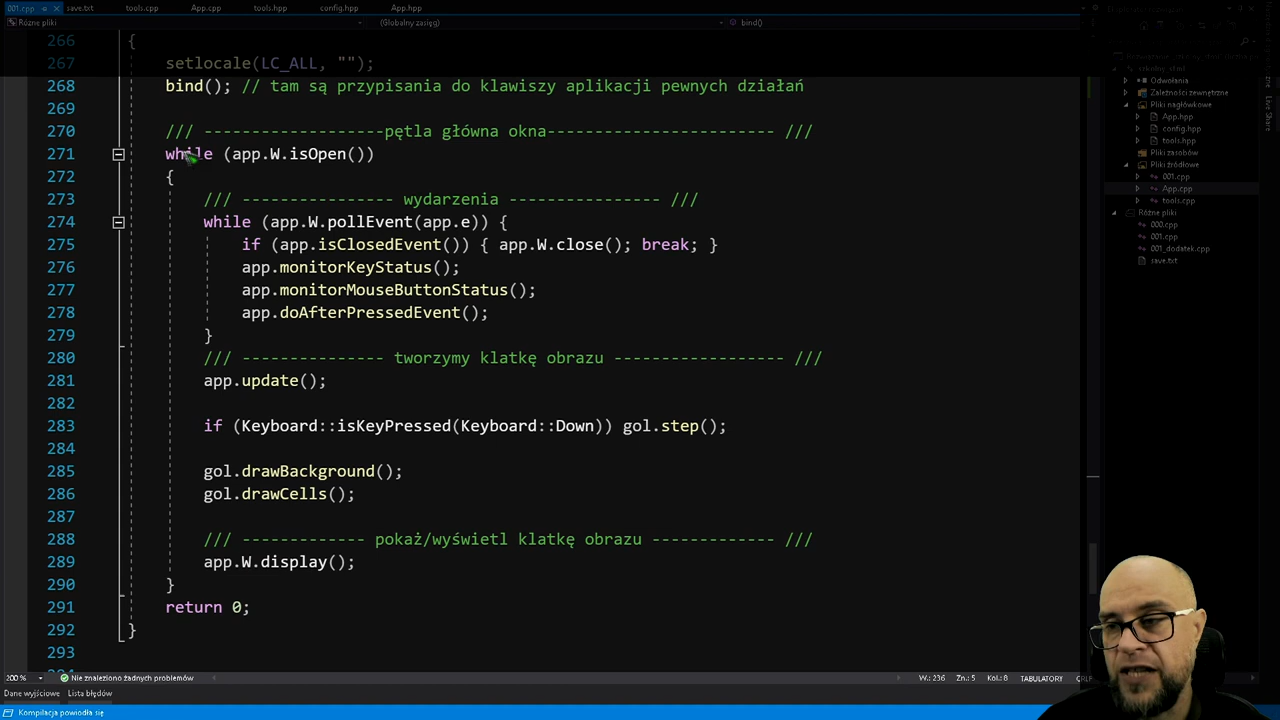 001.cpp save.txt tools.cpp App.cpp tools.hpp config.hpp App.hpp
Różne pliki (Globalny zasięg) bind()
266 {
267 setlocale(LC_ALL, "");
268 bind(); // tam są przypisania do klawiszy aplikacji pewnych działań
269
270 /// -------------------pętla główna okna------------------------ ///
271 while (app.W.isOpen())
272 {
273 /// ---------------- wydarzenia ---------------- ///
274 while (app.W.pollEvent(app.e)) {
275 if (app.isClosedEvent()) { app.W.close(); break; }
276 app.monitorKeyStatus();
277 app.monitorMouseButtonStatus();
278 app.doAfterPressedEvent();
279 }
280 /// --------------- tworzymy klatkę obrazu ------------------ ///
281 app.update();
282
283 if (Keyboard::isKeyPressed(Keyboard::Down)) gol.step();
284
285 gol.drawBackground();
286 gol.drawCells();
287
288 /// ------------- pokaż/wyświetl klatkę obrazu ------------- ///
289 app.W.display();
290 }
291 return 0;
292 }
293
Odwołania
Zależności zewnętrzne
Pliki nagłówkowe
App.hpp
config.hpp
tools.hpp
Pliki zasobów
Pliki źródłowe
001.cpp
App.cpp
tools.cpp
Różne pliki
000.cpp
001.cpp
001_dodatek.cpp
save.txt
Live Share
200 % Nie znaleziono żadnych problemów W.: 236 Zn.: 5 Kol.: 8 TABULATORY CRLF
Dane wyjściowe Lista błędów
Kompilacja powiodła się